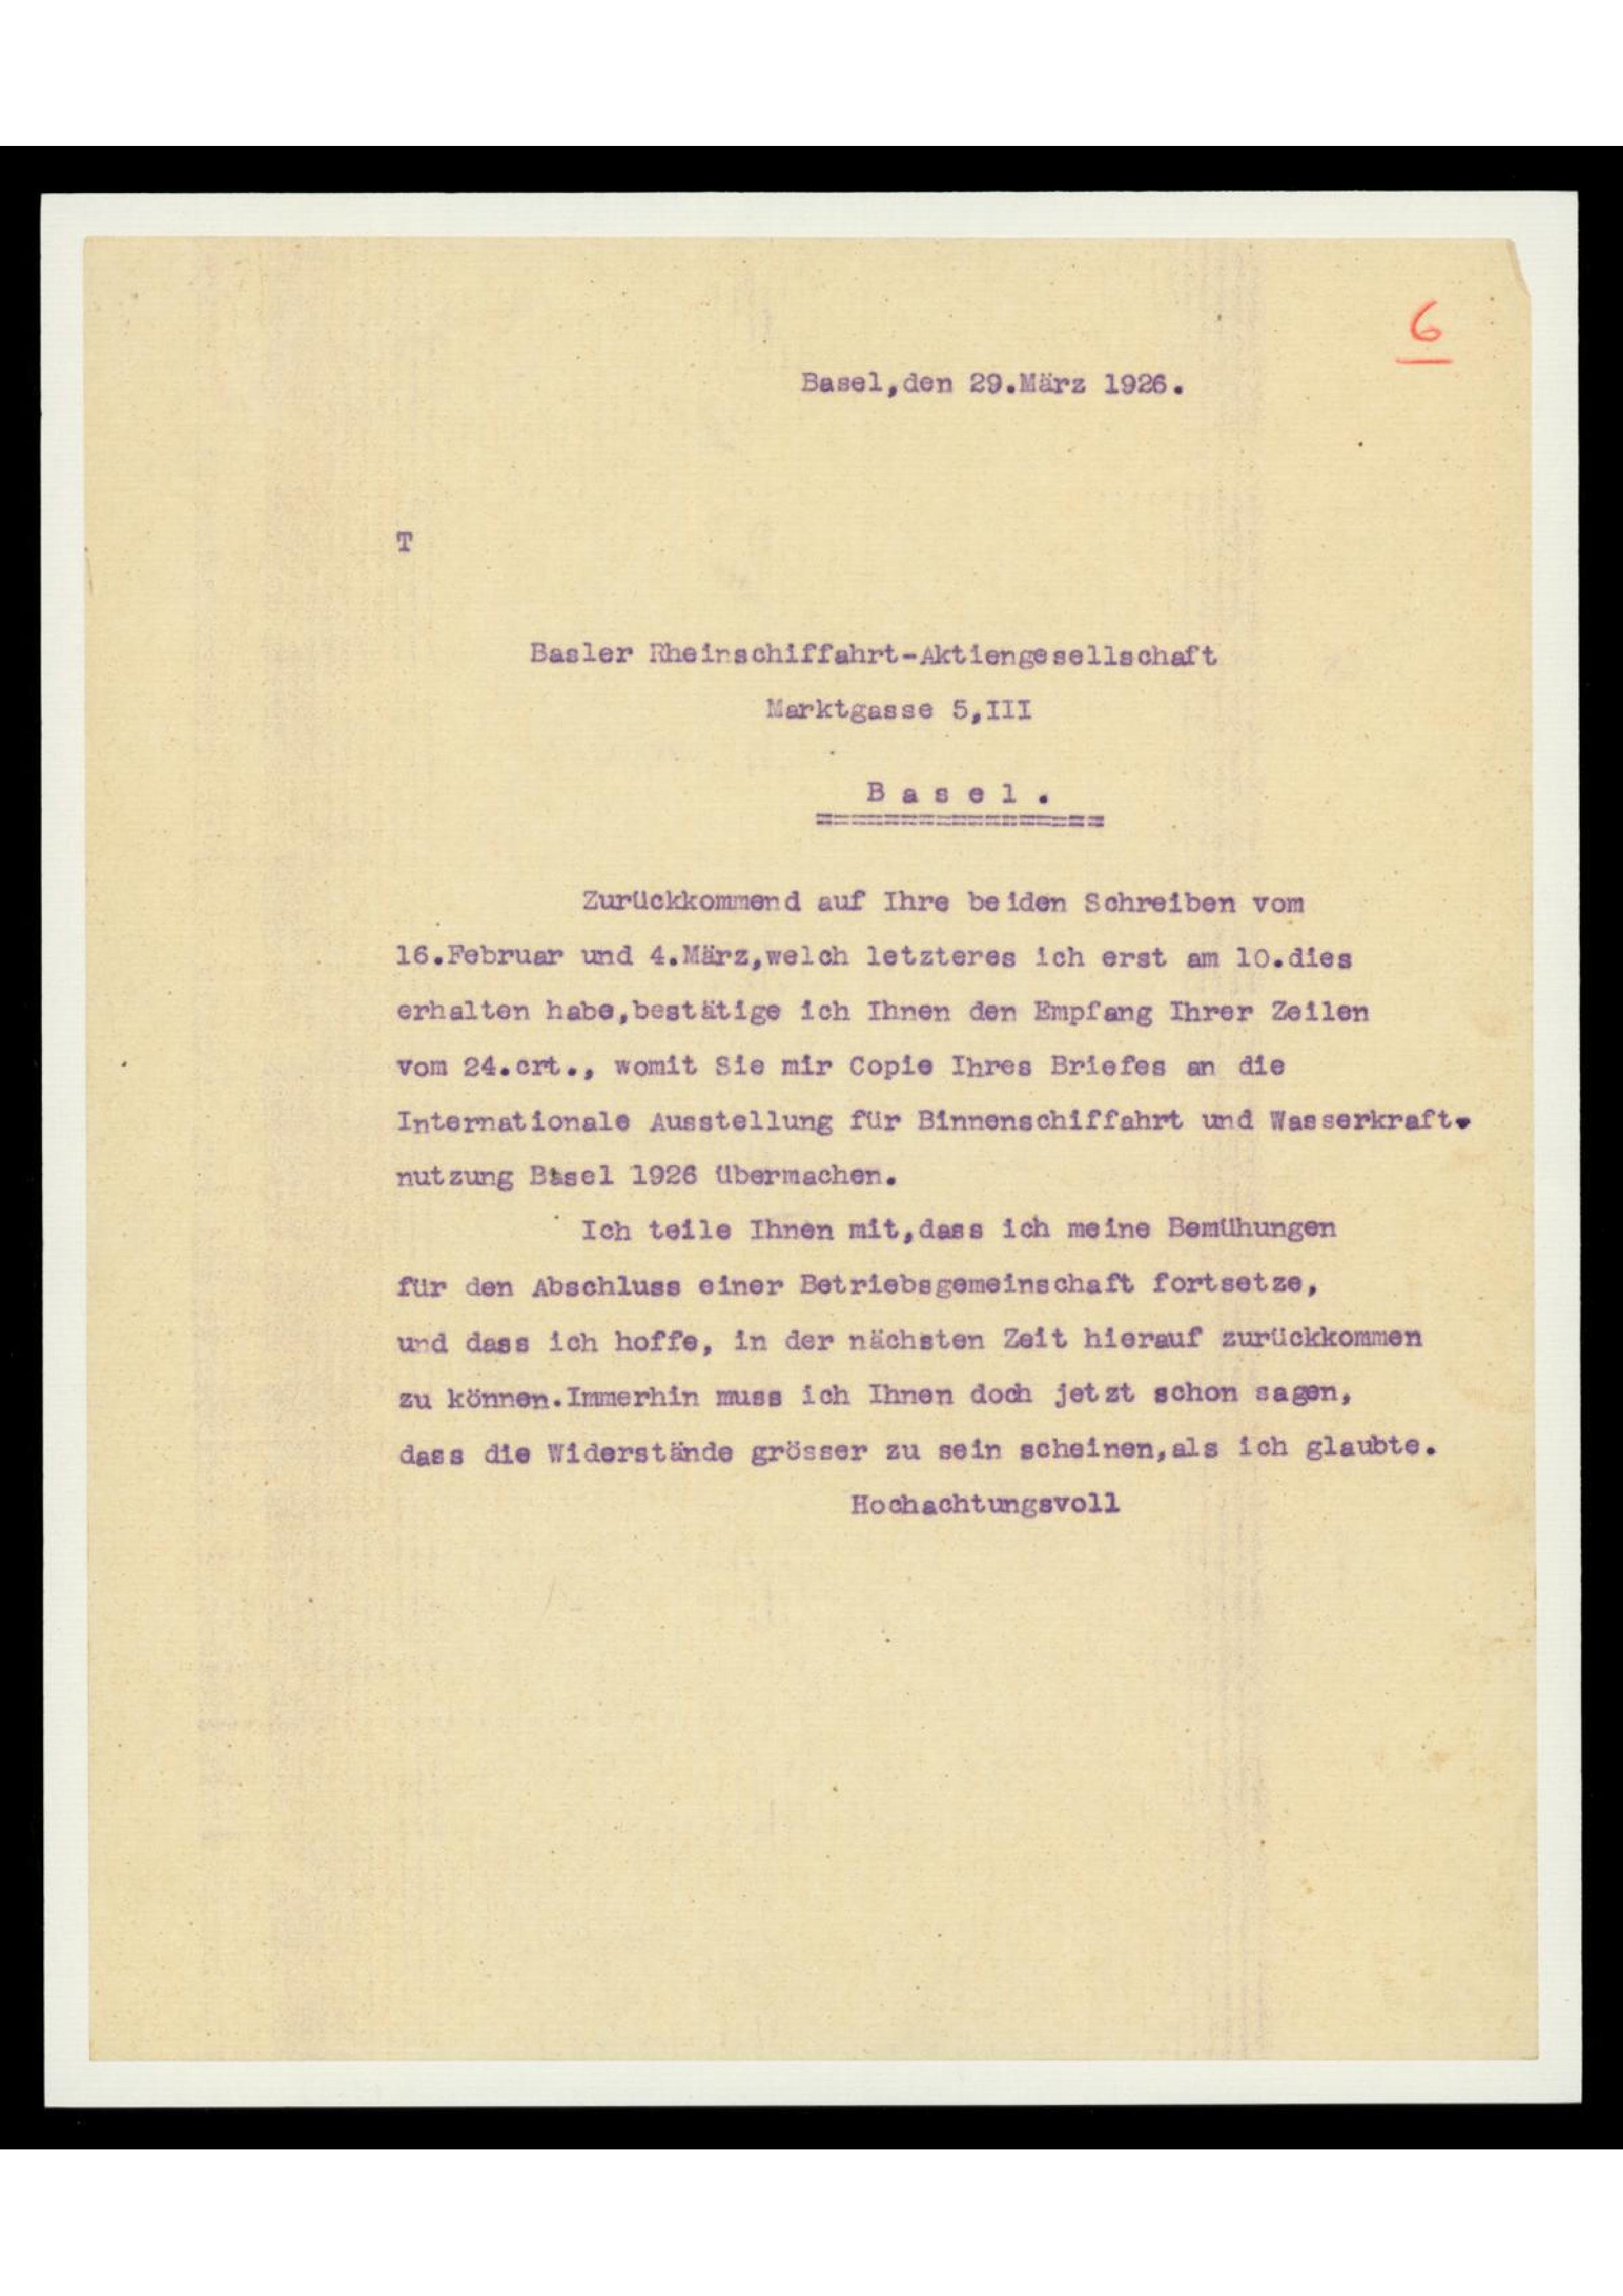 6
Basel,den 29.März 1926.
T
Basler Rheinschiffahrt-Aktiengesellschaft
Marktgasse 5,III
B a s e l .
=================
Zurückkommend auf Ihre beiden Schreiben vom
16.Februar und 4.März,welch letzteres ich erst am 10.dies
erhalten habe,bestätige ich Ihnen den Empfang Ihrer Zeilen
vom 24.crt., womit Sie mir Copie Ihres Briefes an die
Internationale Ausstellung für Binnenschiffahrt und Wasserkraft-
nutzung Basel 1926 übermachen.
Ich teile Ihnen mit,dass ich meine Bemühungen
für den Abschluss einer Betriebsgemeinschaft fortsetze,
und dass ich hoffe, in der nächsten Zeit hierauf zurückkommen
zu können.Immerhin muss ich Ihnen doch jetzt schon sagen,
dass die Widerstände grösser zu sein scheinen,als ich glaubte.
Hochachtungsvoll